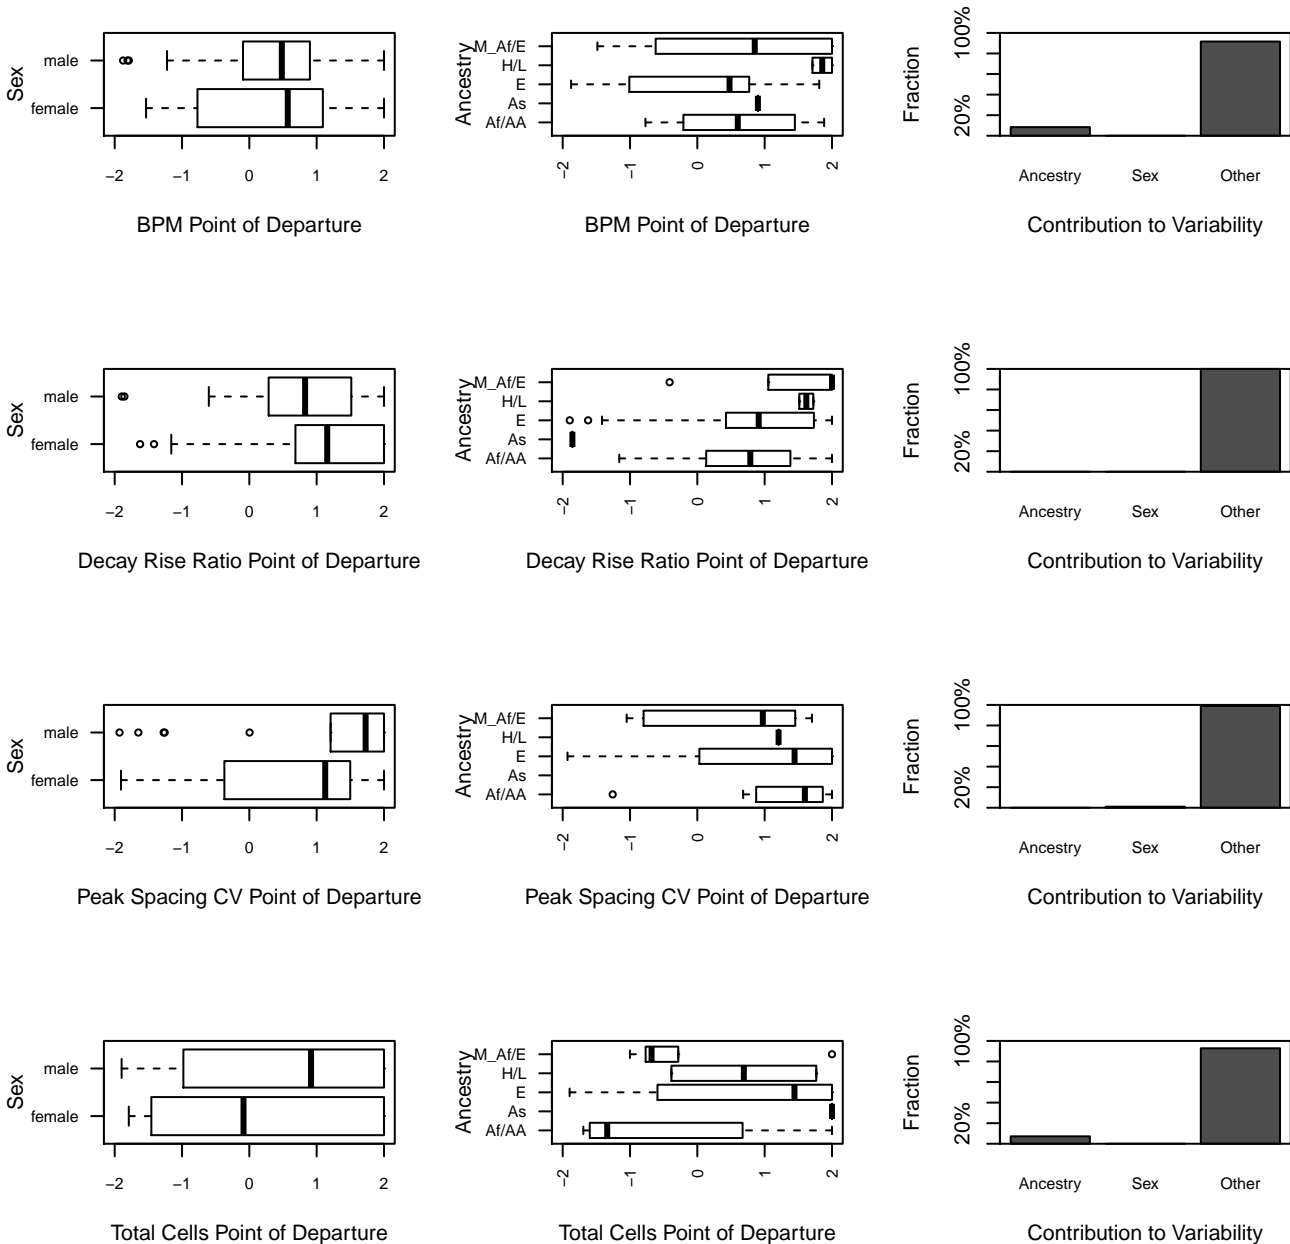 Sex
male
female
−2 −1 0 1 2
BPM Point of Departure
Ancestry
M_Af/E
H/L
E
As
Af/AA
−2 −1 0 1 2
BPM Point of Departure
Fraction
20% 100%
Ancestry Sex Other
Contribution to Variability
Sex
male
female
−2 −1 0 1 2
Decay Rise Ratio Point of Departure
Ancestry
M_Af/E
H/L
E
As
Af/AA
−2 −1 0 1 2
Decay Rise Ratio Point of Departure
Fraction
20% 100%
Ancestry Sex Other
Contribution to Variability
Sex
male
female
−2 −1 0 1 2
Peak Spacing CV Point of Departure
Ancestry
M_Af/E
H/L
E
As
Af/AA
−2 −1 0 1 2
Peak Spacing CV Point of Departure
Fraction
20% 100%
Ancestry Sex Other
Contribution to Variability
Sex
male
female
−2 −1 0 1 2
Total Cells Point of Departure
Ancestry
M_Af/E
H/L
E
As
Af/AA
−2 −1 0 1 2
Total Cells Point of Departure
Fraction
20% 100%
Ancestry Sex Other
Contribution to Variability